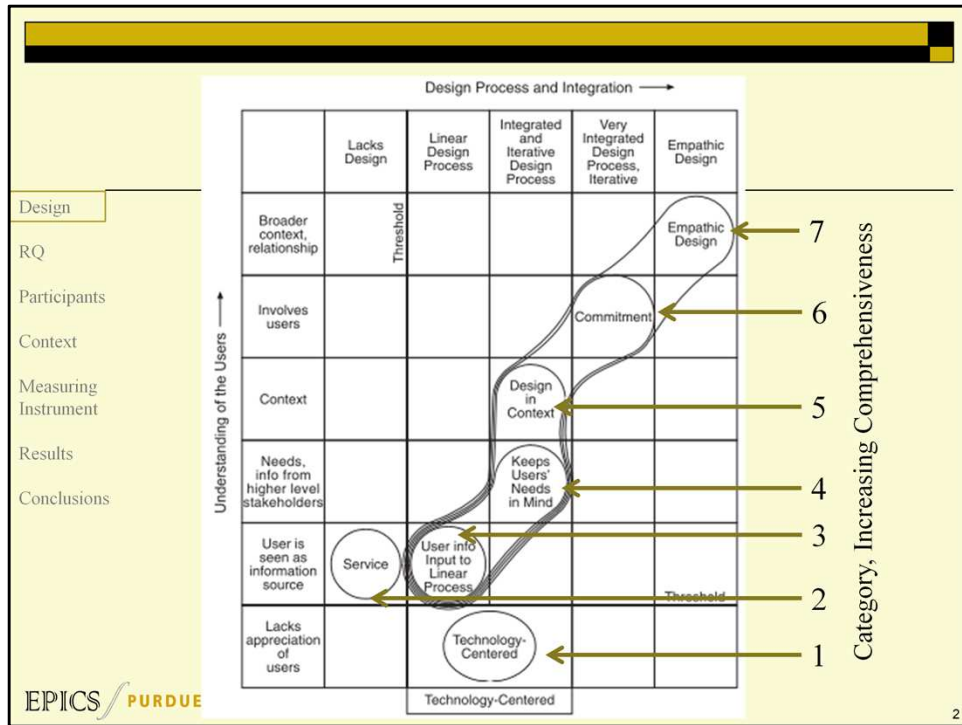 Design Process and Integration
Lacks
Design
Linear
Design
Process
Integrated
and
Iterative
Design
Process
Very
Integrated
Design
Process,
Iterative
Empathic
Design
Design
RQ
Participants
Context
Measuring
Instrument
Results
Conclusions
Understanding of the Users
Broader
context,
relationship
Threshold
Empathic
Design
7
Involves
users
Commitment
6
Context
Design
in
Context
5
Needs,
info from
higher level
stakeholders
Keeps
Users'
Needs
in Mind
4
User is
seen as
information
source
Service
User info
Input to
Linear
Process
3
2
Threshold
Lacks
appreciation
of
users
Technology-
Centered
1
Technology-Centered
Category, Increasing Comprehensiveness
EPICS PURDUE
2